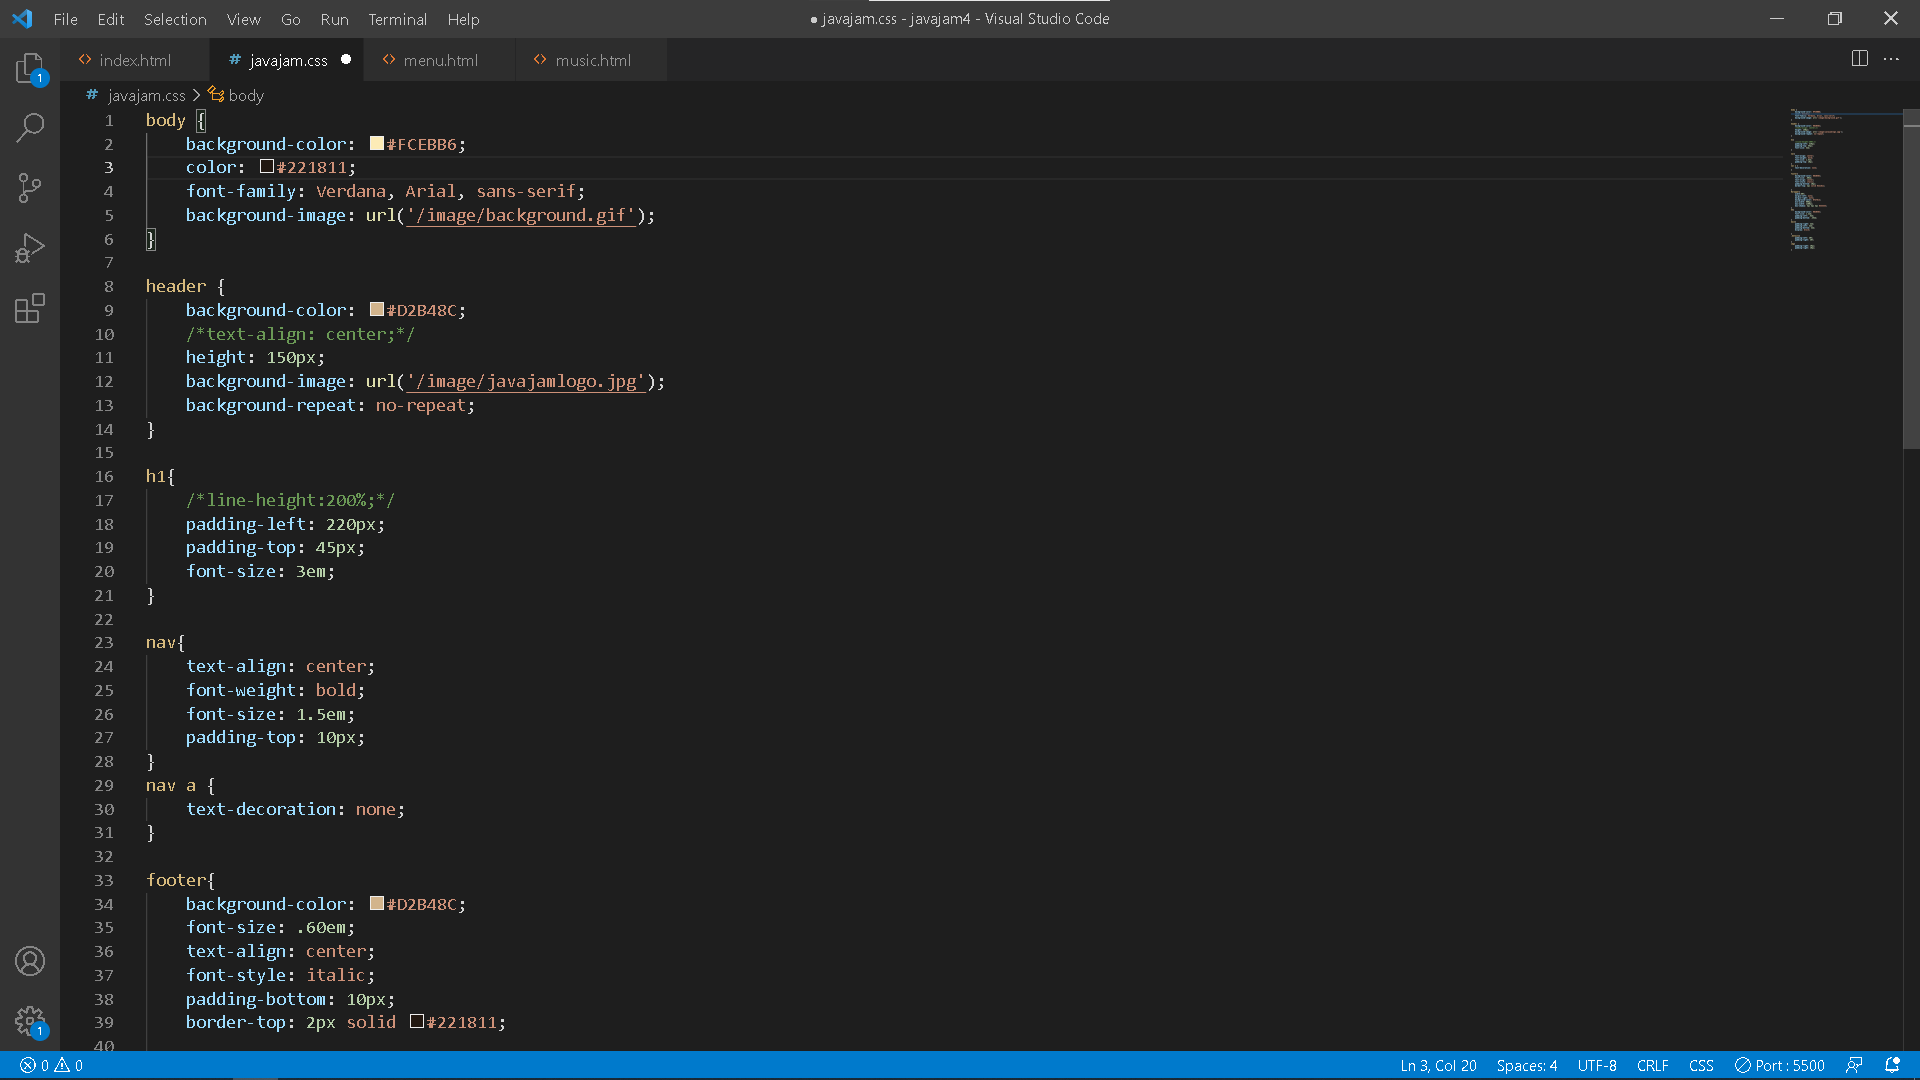 File Edit Selection View Go Run Terminal Help
● javajam.css - javajam4 - Visual Studio Code
index.html
# javajam.css ●
menu.html
music.html
# javajam.css > body
1 body {
2     background-color: #FCEBB6;
3     color: #221811;
4     font-family: Verdana, Arial, sans-serif;
5     background-image: url('/image/background.gif');
6 }
7
8 header {
9     background-color: #D2B48C;
10     /*text-align: center;*/
11     height: 150px;
12     background-image: url('/image/javajamlogo.jpg');
13     background-repeat: no-repeat;
14 }
15
16 h1{
17     /*line-height:200%;*/
18     padding-left: 220px;
19     padding-top: 45px;
20     font-size: 3em;
21 }
22
23 nav{
24     text-align: center;
25     font-weight: bold;
26     font-size: 1.5em;
27     padding-top: 10px;
28 }
29 nav a {
30     text-decoration: none;
31 }
32
33 footer{
34     background-color: #D2B48C;
35     font-size: .60em;
36     text-align: center;
37     font-style: italic;
38     padding-bottom: 10px;
39     border-top: 2px solid #221811;
40
1
1
0 0
Ln 3, Col 20 Spaces: 4 UTF-8 CRLF CSS Port : 5500